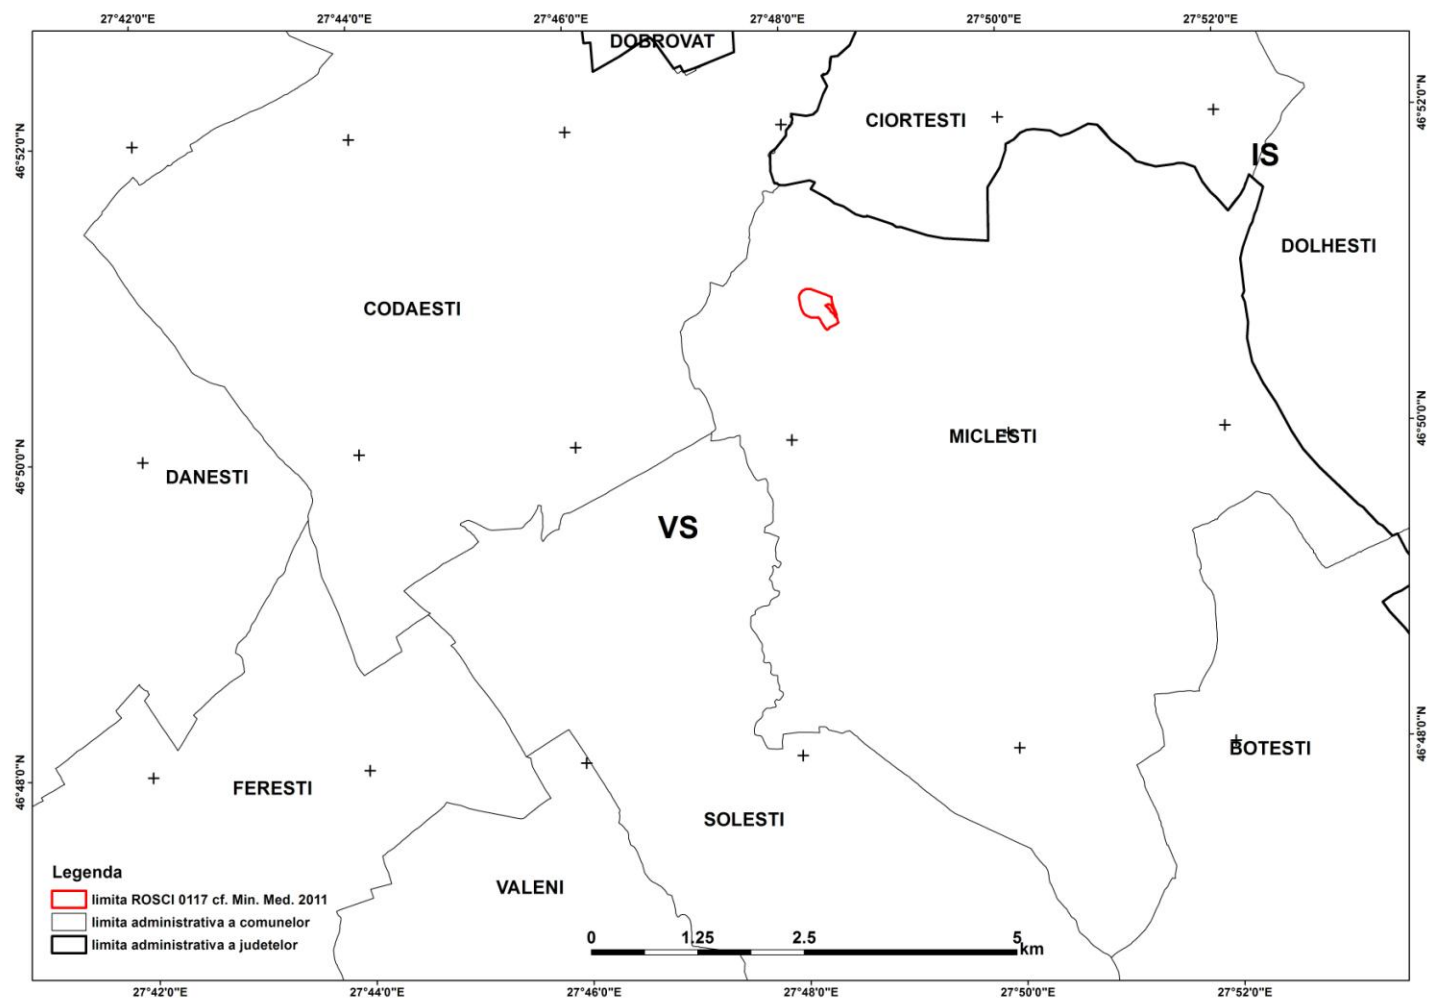 27°42'0"E 27°44'0"E 27°46'0"E 27°48'0"E 27°50'0"E 27°52'0"E
DOBROVAT
46°52'0"N
CIORTESTI
46°52'0"N
IS
DOLHESTI
CODAESTI
46°50'0"N
MICLESTI
46°50'0"N
DANESTI
VS
46°48'0"N
BOTESTI
46°48'0"N
FERESTI
SOLESTI
Legenda
VALENI
limita ROSCI 0117 cf. Min. Med. 2011
limita administrativa a comunelor
limita administrativa a judetelor
0 1.25 2.5 5
km
27°42'0"E 27°44'0"E 27°46'0"E 27°48'0"E 27°50'0"E 27°52'0"E